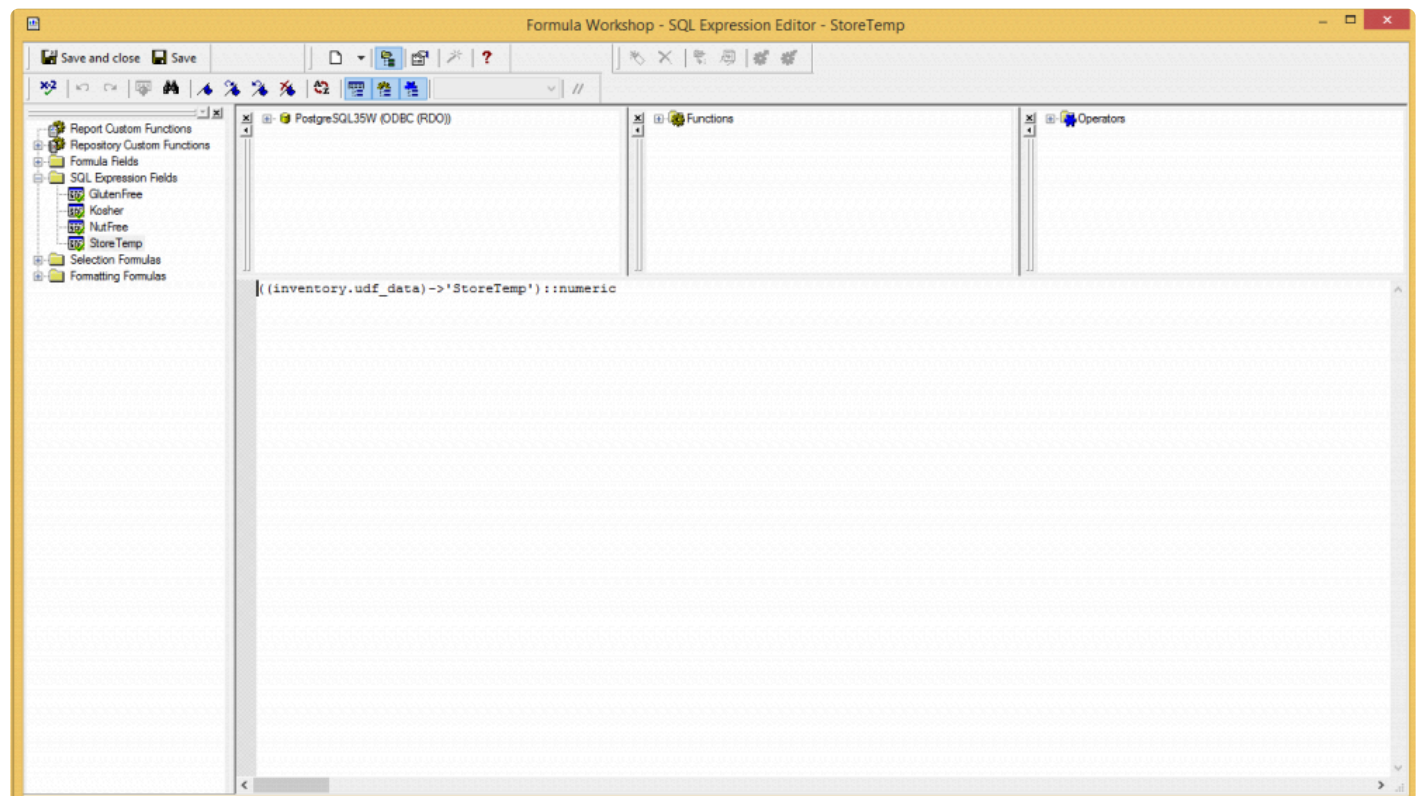 Formula Workshop - SQL Expression Editor - StoreTemp
Save and close Save
Report Custom Functions
Repository Custom Functions
Formula Fields
SQL Expression Fields
GlutenFree
Kosher
NutFree
StoreTemp
Selection Formulas
Formatting Formulas
PostgreSQL35W (ODBC (RDO))
Functions
Operators
((inventory.udf_data)->'StoreTemp')::numeric